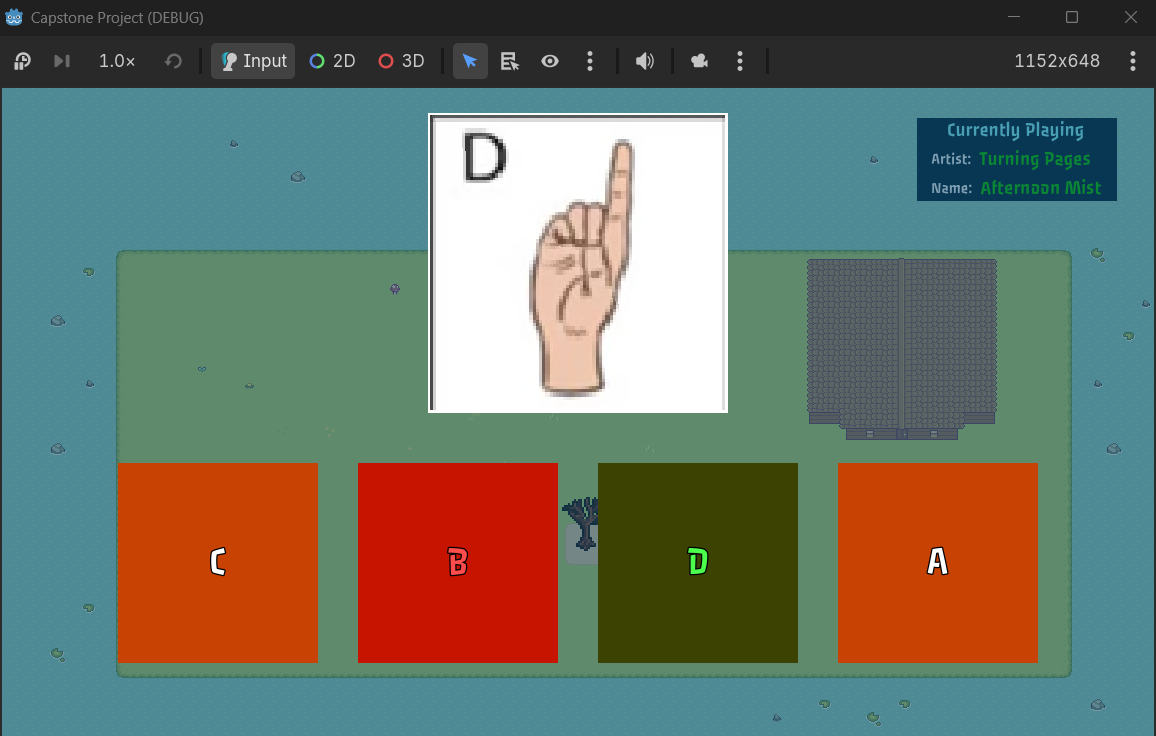 Capstone Project (DEBUG)
1.0× Input 2D 3D 1152x648
D
Currently Playing
Artist: Turning Pages
Name: Afternoon Mist
C B D A